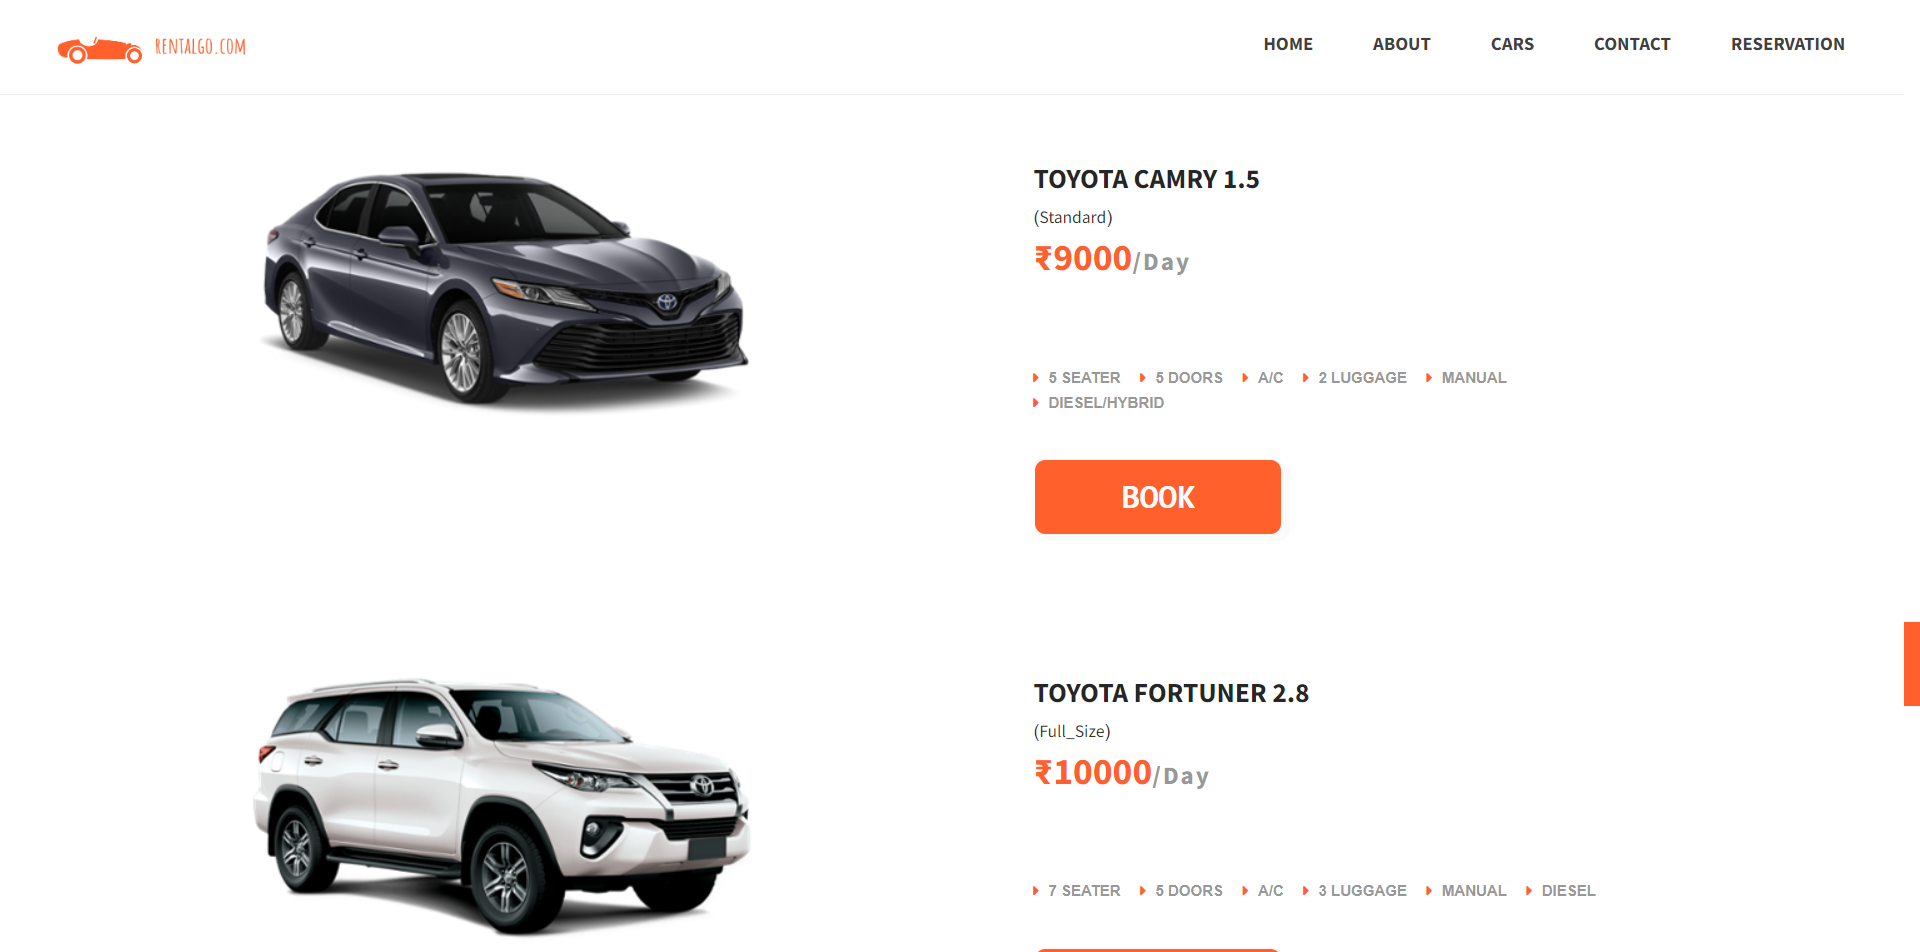 RENTALGO.COM
HOME ABOUT CARS CONTACT RESERVATION
TOYOTA CAMRY 1.5
(Standard)
₹9000/Day
5 SEATER 5 DOORS A/C 2 LUGGAGE MANUAL
DIESEL/HYBRID
BOOK
TOYOTA FORTUNER 2.8
(Full_Size)
₹10000/Day
7 SEATER 5 DOORS A/C 3 LUGGAGE MANUAL DIESEL